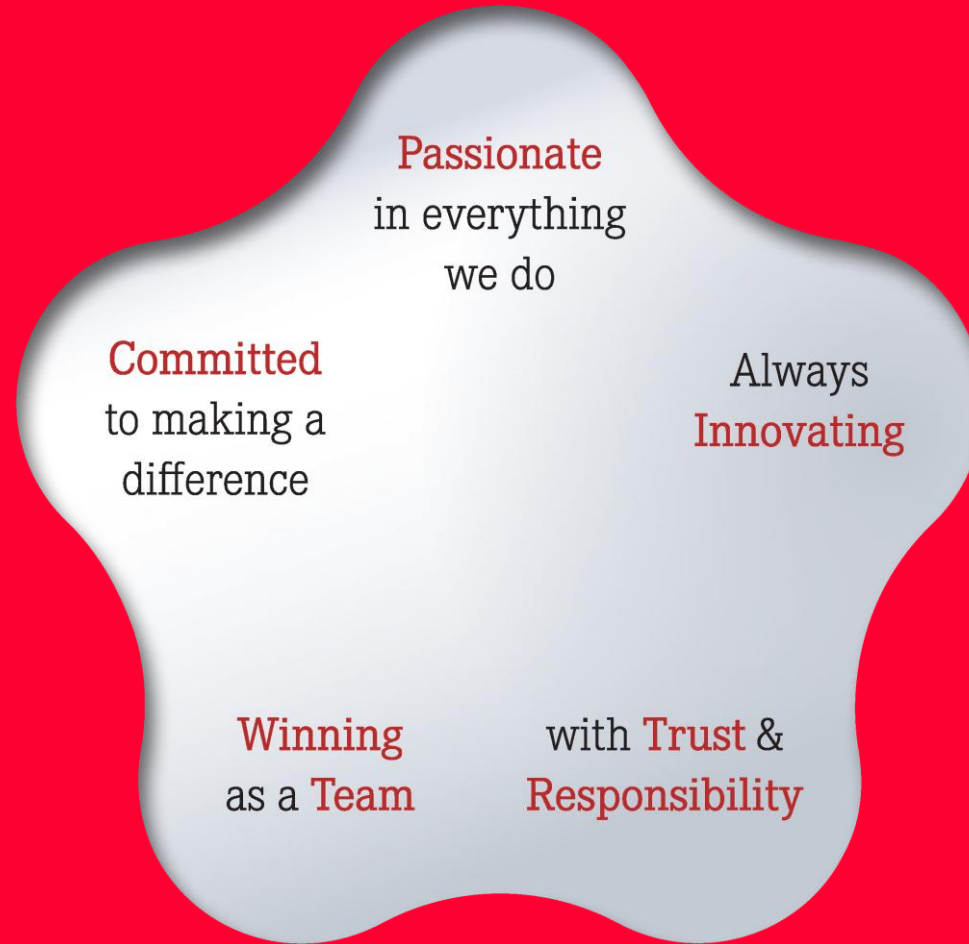 Passionate
in everything
we do
Committed
to making a
difference
Always
Innovating
Winning
as a Team
with Trust &
Responsibility